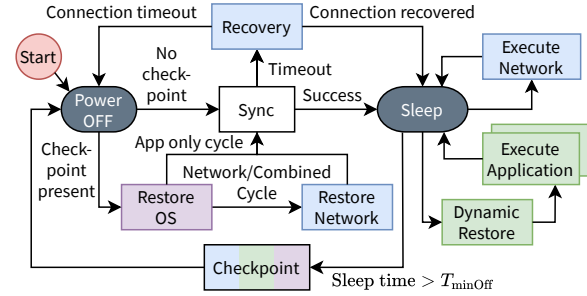 Connection timeout
Recovery
Connection recovered
Start
No
check-
point
Timeout
Execute
Network
Power
OFF
Sync
Success
Sleep
App only cycle
Check-
point
present
Network/Combined
Cycle
Execute
Application
Restore
OS
Restore
Network
Dynamic
Restore
Checkpoint
Sleep time > T_minOff